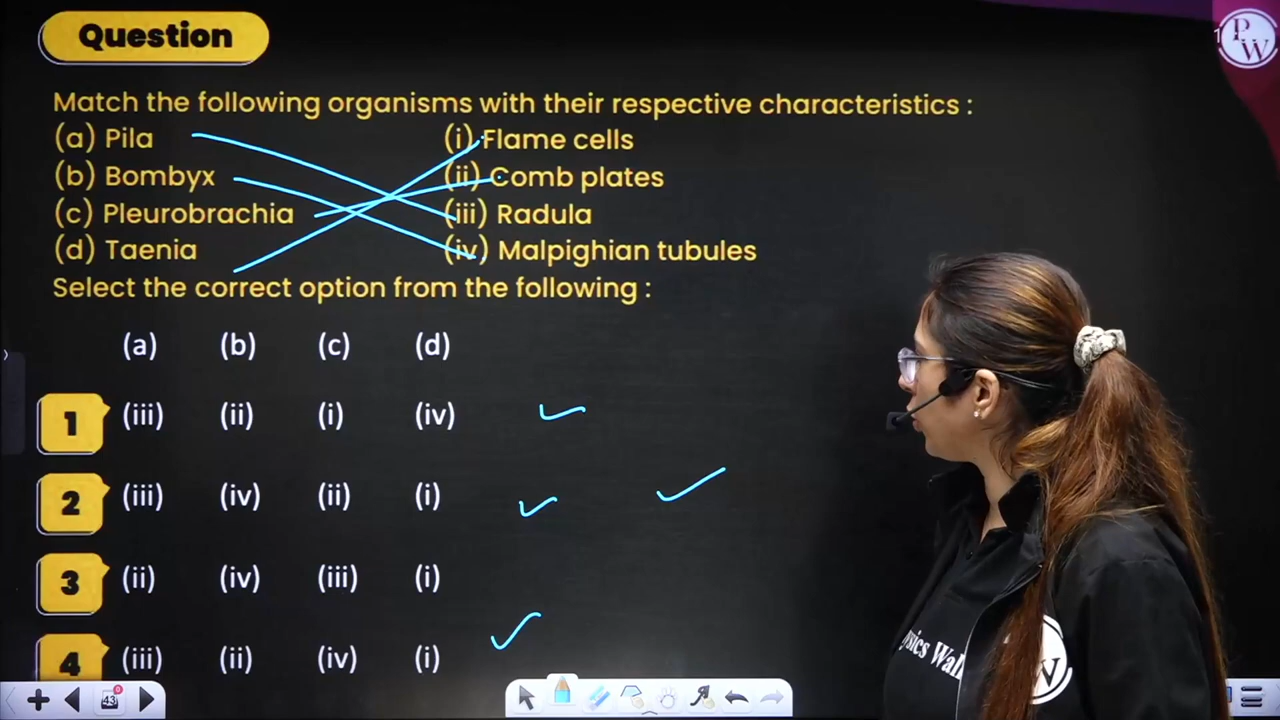 Question
PW
Match the following organisms with their respective characteristics :
(a) Pila (i) Flame cells
(b) Bombyx (ii) Comb plates
(c) Pleurobrachia (iii) Radula
(d) Taenia (iv) Malpighian tubules
Select the correct option from the following :
(a) (b) (c) (d)
1 (iii) (ii) (i) (iv)
2 (iii) (iv) (ii) (i)
3 (ii) (iv) (iii) (i)
4 (iii) (ii) (iv) (i)
43